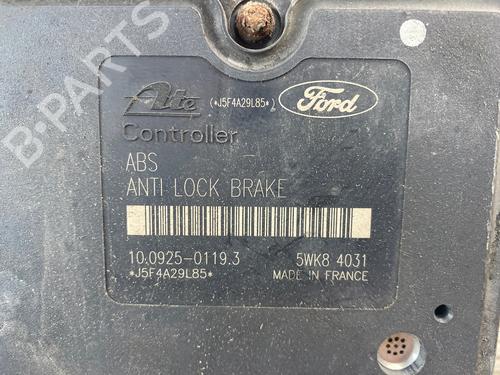 Ate (*J5F4A29L85*) Ford
Controller
ABS
ANTI LOCK BRAKE
10.0925-0119.3 5WK8 4031
*J5F4A29L85* MADE IN FRANCE
B-PARTS